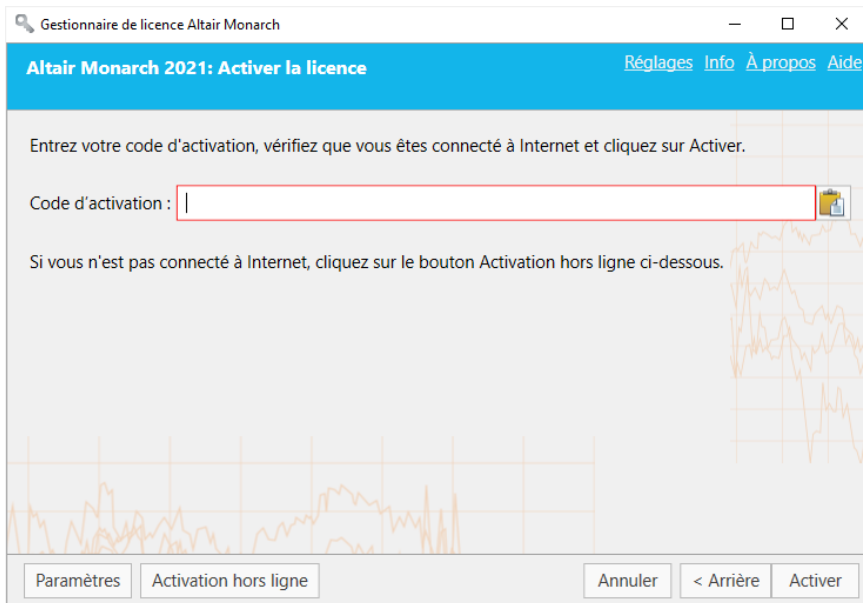 Gestionnaire de licence Altair Monarch
Altair Monarch 2021: Activer la licence
Réglages Info À propos Aide
Entrez votre code d'activation, vérifiez que vous êtes connecté à Internet et cliquez sur Activer.
Code d'activation :
Si vous n'est pas connecté à Internet, cliquez sur le bouton Activation hors ligne ci-dessous.
Paramètres Activation hors ligne Annuler < Arrière Activer